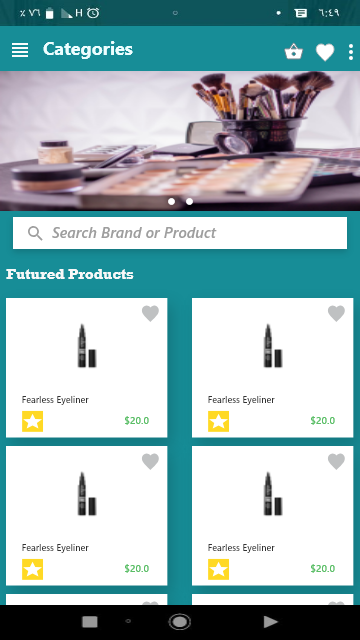 ٪ ٧٦ H ٦:٤٩
Categories
Search Brand or Product
Futured Products
Fearless Eyeliner Fearless Eyeliner
$20.0 $20.0
Fearless Eyeliner Fearless Eyeliner
$20.0 $20.0